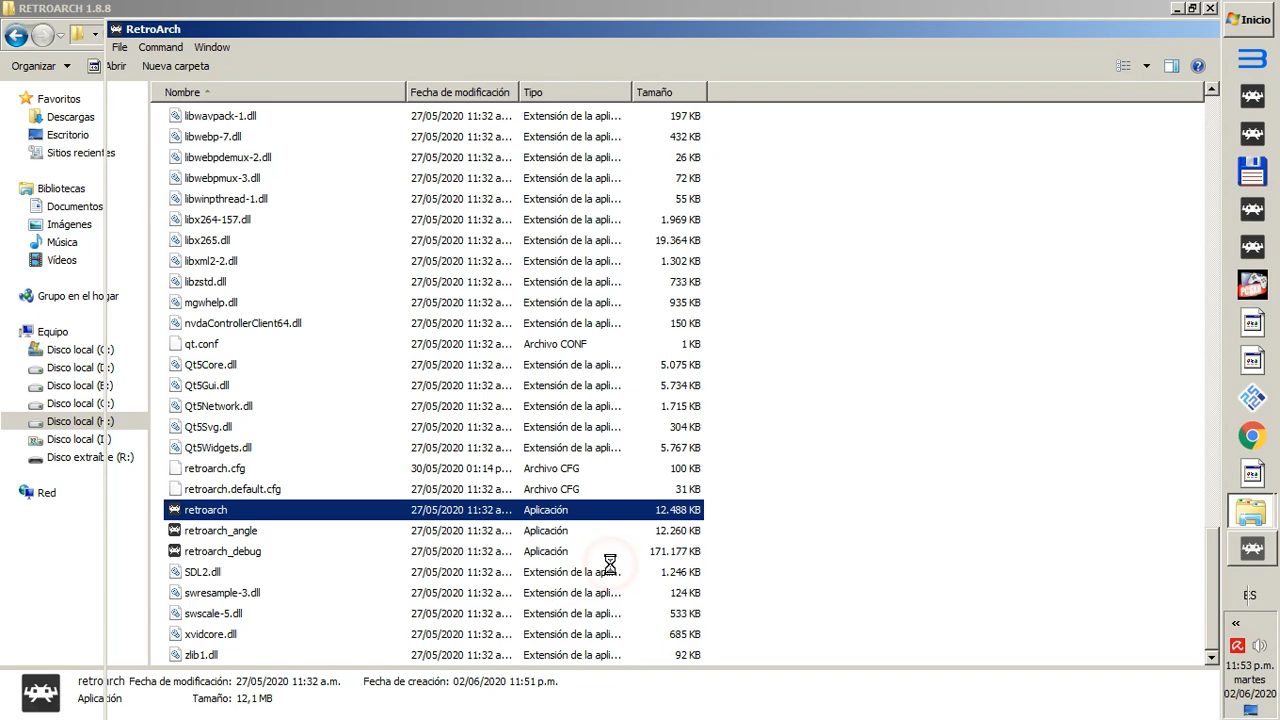 RETROARCH 1.8.8
RetroArch
Inicio
File Command Window
Organizar Abrir Nueva carpeta
Nombre Fecha de modificación Tipo Tamaño
Favoritos
Descargas
Escritorio
Sitios recientes
Bibliotecas
Documentos
Imágenes
Música
Vídeos
Grupo en el hogar
Equipo
Disco local (C:)
Disco local (D:)
Disco local (E:)
Disco local (G:)
Disco local (H:)
Disco local (I:)
Disco extraíble (R:)
Red
libwavpack-1.dll 27/05/2020 11:32 a... Extensión de la apli... 197 KB
libwebp-7.dll 27/05/2020 11:32 a... Extensión de la apli... 432 KB
libwebpdemux-2.dll 27/05/2020 11:32 a... Extensión de la apli... 26 KB
libwebpmux-3.dll 27/05/2020 11:32 a... Extensión de la apli... 72 KB
libwinpthread-1.dll 27/05/2020 11:32 a... Extensión de la apli... 55 KB
libx264-157.dll 27/05/2020 11:32 a... Extensión de la apli... 1.969 KB
libx265.dll 27/05/2020 11:32 a... Extensión de la apli... 19.364 KB
libxml2-2.dll 27/05/2020 11:32 a... Extensión de la apli... 1.302 KB
libzstd.dll 27/05/2020 11:32 a... Extensión de la apli... 733 KB
mgwhelp.dll 27/05/2020 11:32 a... Extensión de la apli... 935 KB
nvdaControllerClient64.dll 27/05/2020 11:32 a... Extensión de la apli... 150 KB
qt.conf 27/05/2020 11:32 a... Archivo CONF 1 KB
Qt5Core.dll 27/05/2020 11:32 a... Extensión de la apli... 5.075 KB
Qt5Gui.dll 27/05/2020 11:32 a... Extensión de la apli... 5.734 KB
Qt5Network.dll 27/05/2020 11:32 a... Extensión de la apli... 1.715 KB
Qt5Svg.dll 27/05/2020 11:32 a... Extensión de la apli... 304 KB
Qt5Widgets.dll 27/05/2020 11:32 a... Extensión de la apli... 5.767 KB
retroarch.cfg 30/05/2020 01:14 p... Archivo CFG 100 KB
retroarch.default.cfg 27/05/2020 11:32 a... Archivo CFG 31 KB
retroarch 27/05/2020 11:32 a... Aplicación 12.488 KB
retroarch_angle 27/05/2020 11:32 a... Aplicación 12.260 KB
retroarch_debug 27/05/2020 11:32 a... Aplicación 171.177 KB
SDL2.dll 27/05/2020 11:32 a... Extensión de la apli... 1.246 KB
swresample-3.dll 27/05/2020 11:32 a... Extensión de la apli... 124 KB
swscale-5.dll 27/05/2020 11:32 a... Extensión de la apli... 533 KB
xvidcore.dll 27/05/2020 11:32 a... Extensión de la apli... 685 KB
zlib1.dll 27/05/2020 11:32 a... Extensión de la apli... 92 KB
retroarch Fecha de modificación: 27/05/2020 11:32 a.m. Fecha de creación: 02/06/2020 11:51 p.m.
Aplicación Tamaño: 12,1 MB
ES
11:53 p.m.
martes
02/06/2020